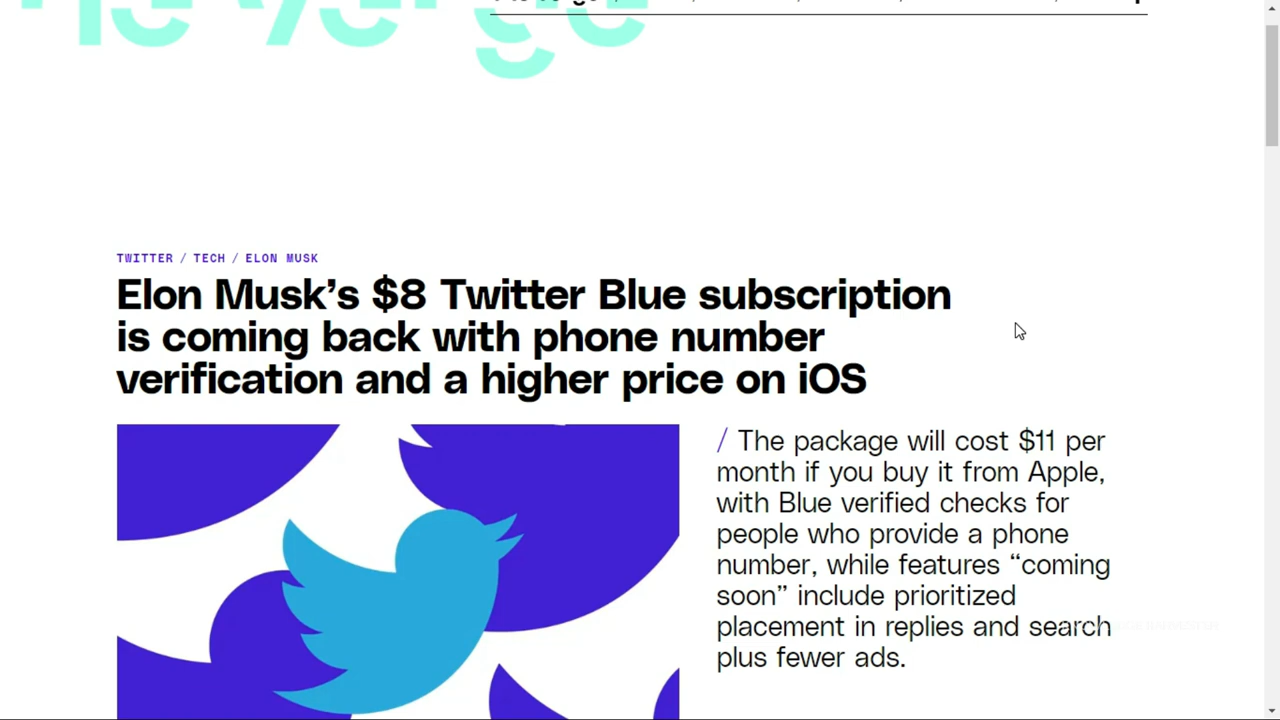 TWITTER / TECH / ELON MUSK
Elon Musk’s $8 Twitter Blue subscription
is coming back with phone number
verification and a higher price on iOS
/ The package will cost $11 per
month if you buy it from Apple,
with Blue verified checks for
people who provide a phone
number, while features “coming
soon” include prioritized
placement in replies and search
plus fewer ads.